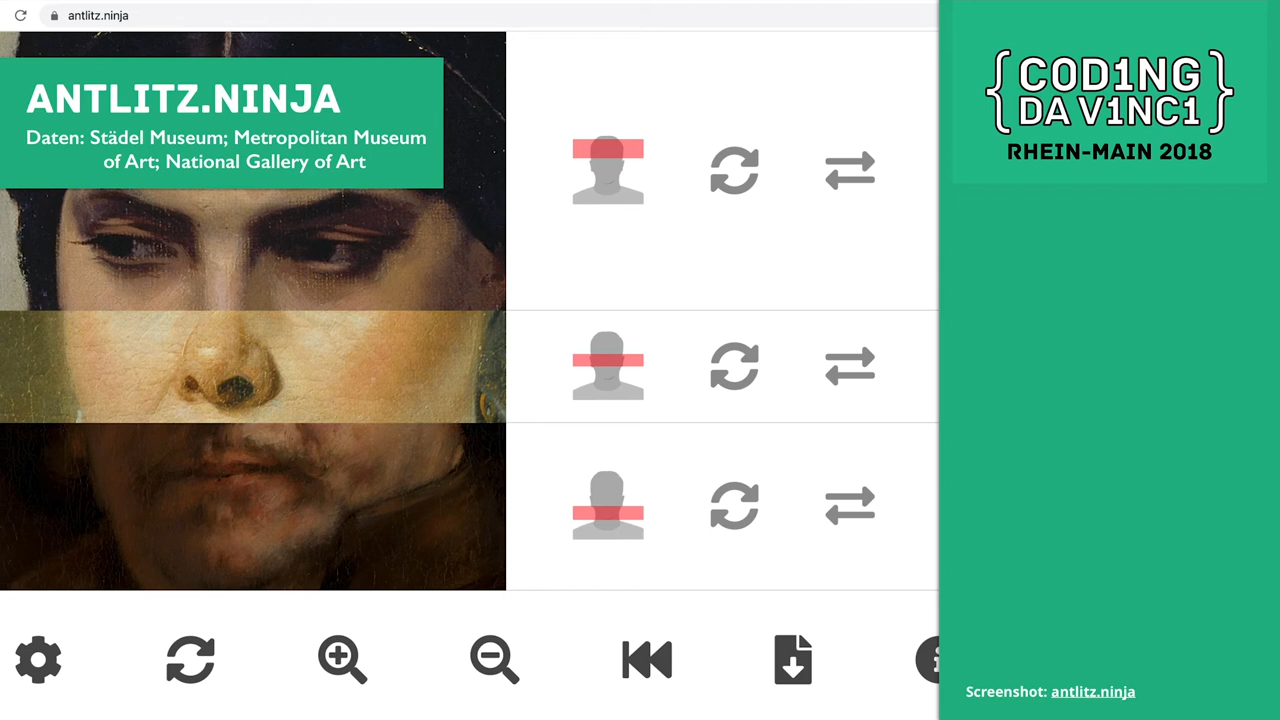 antlitz.ninja
ANTLITZ.NINJA
Daten: Städel Museum; Metropolitan Museum
of Art; National Gallery of Art
{COD1NG
DA V1NC1}
RHEIN-MAIN 2018
Screenshot: antlitz.ninja